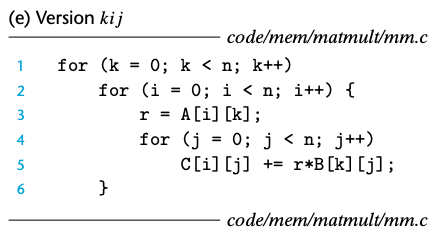 (e) Version kij
code/mem/matmult/mm.c
1 for (k = 0; k < n; k++)
2 for (i = 0; i < n; i++) {
3 r = A[i][k];
4 for (j = 0; j < n; j++)
5 C[i][j] += r*B[k][j];
6 }
code/mem/matmult/mm.c